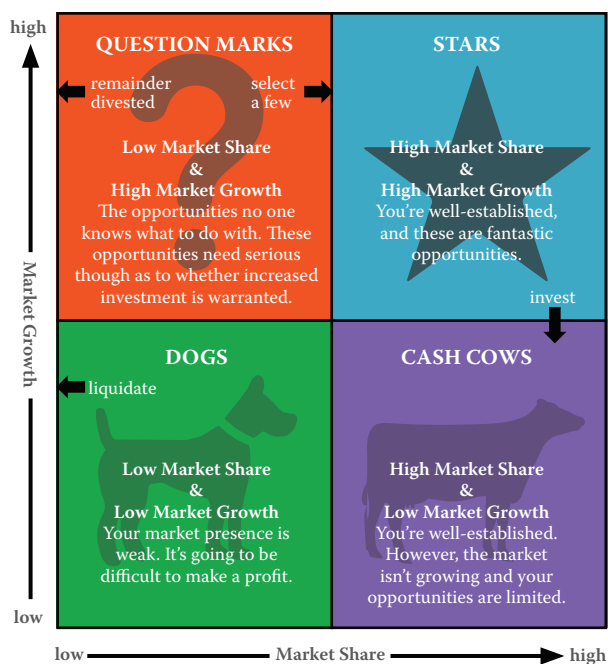 high
QUESTION MARKS
remainder
divested
select
a few
Low Market Share
&
High Market Growth
The opportunities no one
knows what to do with. These
opportunities need serious
though as to whether increased
investment is warranted.
STARS
High Market Share
&
High Market Growth
You're well-established,
and these are fantastic
opportunities.
invest
Market Growth
DOGS
liquidate
Low Market Share
&
Low Market Growth
Your market presence is
weak. It's going to be
difficult to make a profit.
CASH COWS
High Market Share
&
Low Market Growth
You're well-established.
However, the market
isn't growing and your
opportunities are limited.
low
low
Market Share
high